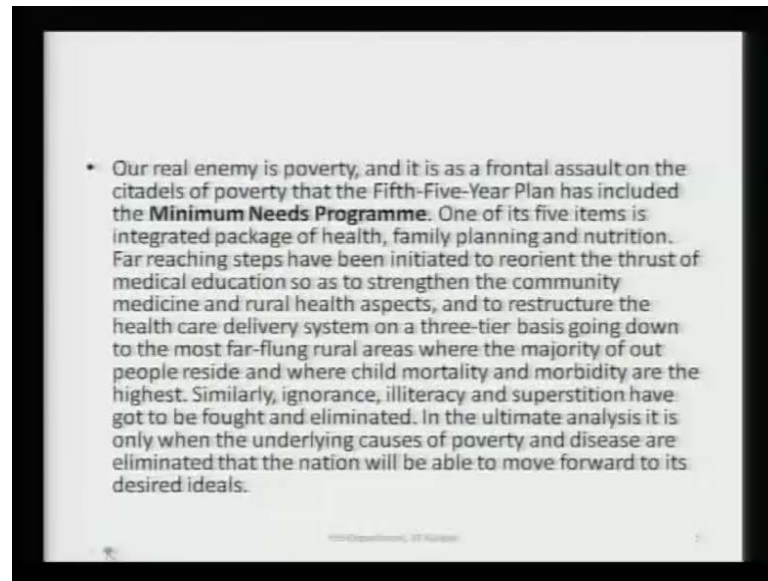 • Our real enemy is poverty, and it is as a frontal assault on the
citadels of poverty that the Fifth-Five-Year Plan has included
the Minimum Needs Programme. One of its five items is
integrated package of health, family planning and nutrition.
Far reaching steps have been initiated to reorient the thrust of
medical education so as to strengthen the community
medicine and rural health aspects, and to restructure the
health care delivery system on a three-tier basis going down
to the most far-flung rural areas where the majority of out
people reside and where child mortality and morbidity are the
highest. Similarly, ignorance, illiteracy and superstition have
got to be fought and eliminated. In the ultimate analysis it is
only when the underlying causes of poverty and disease are
eliminated that the nation will be able to move forward to its
desired ideals.